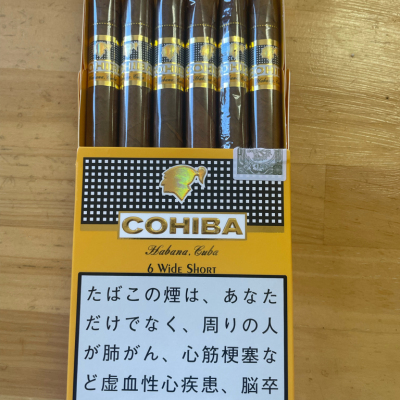 COHIBA
Habana, Cuba
6 WIDE SHORT
たばこの煙は、あなた
だけでなく、周りの人
が肺がん、心筋梗塞な
ど虚血性心疾患、脳卒